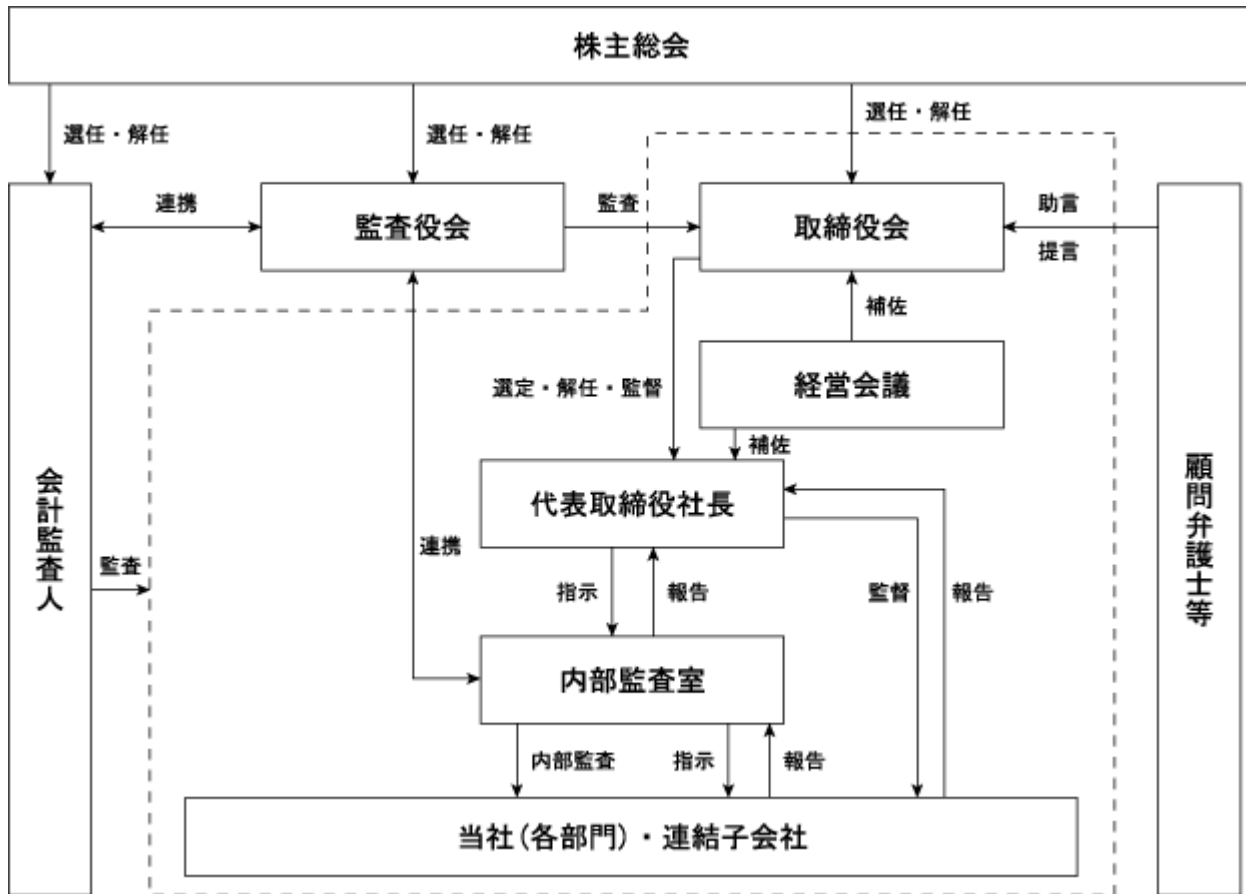 株主総会
選任・解任
選任・解任
選任・解任
連携
監査役会
監査
取締役会
助言
提言
補佐
選定・解任・監督
経営会議
補佐
会計監査人
代表取締役社長
顧問弁護士等
連携
監査
指示
報告
監督
報告
内部監査室
内部監査
指示
報告
当社(各部門)・連結子会社